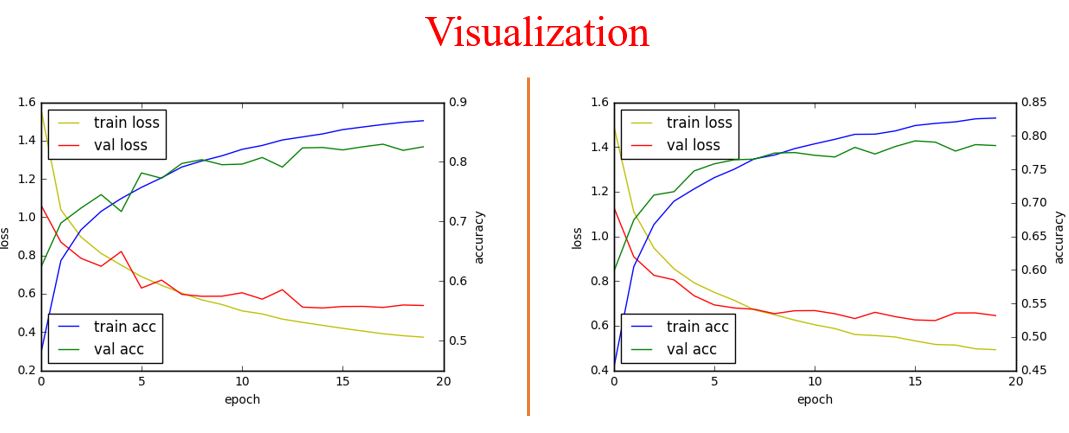 Visualization
1.6
1.4
1.2
1.0
0.8
0.6
0.4
0.2
loss
train loss
val loss
train acc
val acc
0.9
0.8
0.7
0.6
0.5
accuracy
0 5 10 15 20
epoch
1.6
1.4
1.2
1.0
0.8
0.6
0.4
loss
train loss
val loss
train acc
val acc
0.85
0.80
0.75
0.70
0.65
0.60
0.55
0.50
0.45
accuracy
0 5 10 15 20
epoch